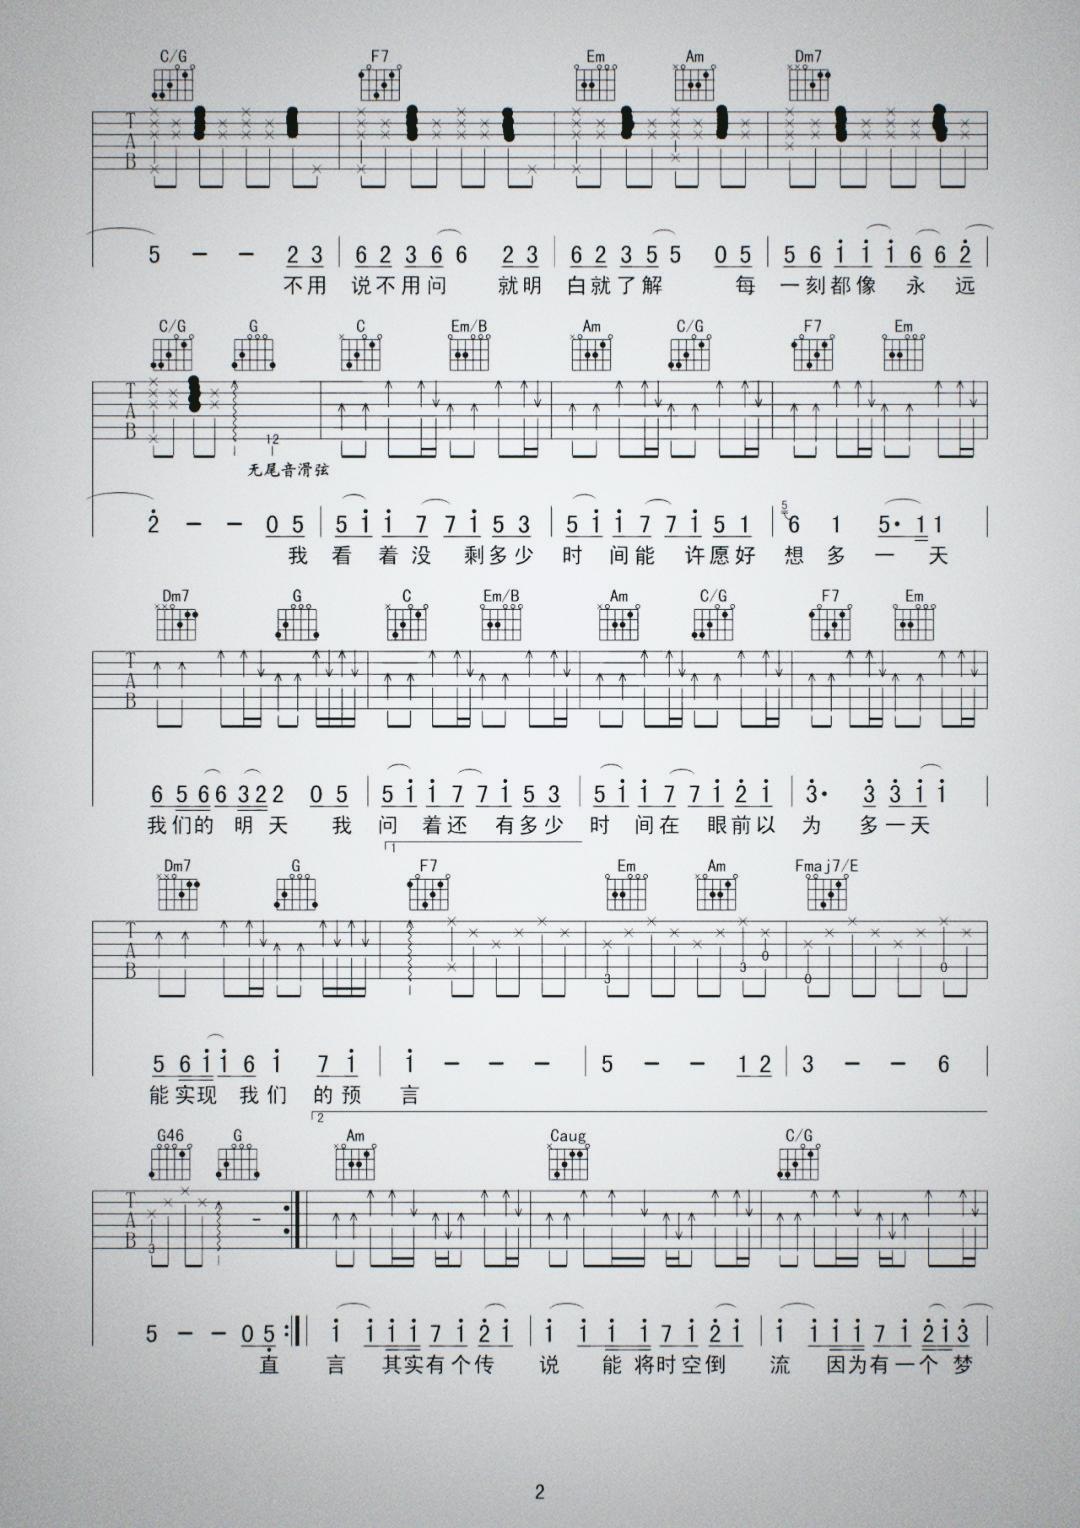 C/G F7 Em Am Dm7
T
A
B
5 - - 2 3 | 6 2 3 6 6 2 3 | 6 2 3 5 5 0 5 | 5 6 i i i 6 6 2
不用 说不用问 就明 白就了解 每 一刻都像 永 远
C/G G C Em/B Am C/G F7 Em
T
A
B
12
无尾音滑弦
2 - - 0 5 | 5 i i 7 7 i 5 3 | 5 i i 7 7 i 5 1 | 5 6 1 5· 1 1
我 看 着 没 剩多少 时 间能 许愿好 想 多 一 天
Dm7 G C Em/B Am C/G F7 Em
T
A
B
6 5 6 6 3 2 2 0 5 | 5 i i 7 7 i 5 3 | 5 i i 7 7 i 2 i | 3· 3 3 i i
我们的 明天 我 问 着还 有多少 时 间在 眼前以 为 多一天
1
Dm7 G F7 Em Am Fmaj7/E
T
A
B
3 3 0 0 0
5 6 i i 6 i 7 i | i - - - | 5 - - 1 2 | 3 - - 6
能实现 我们 的预 言
2
G46 G Am Caug C/G
T
A
B
3
5 - - 0 5 :| i i i i 7 i 2 i | i i i i 7 i 2 i | i i i i 7 i 2 i 3
直 言 其实有个传 说 能 将时空倒 流 因为有一个 梦
2